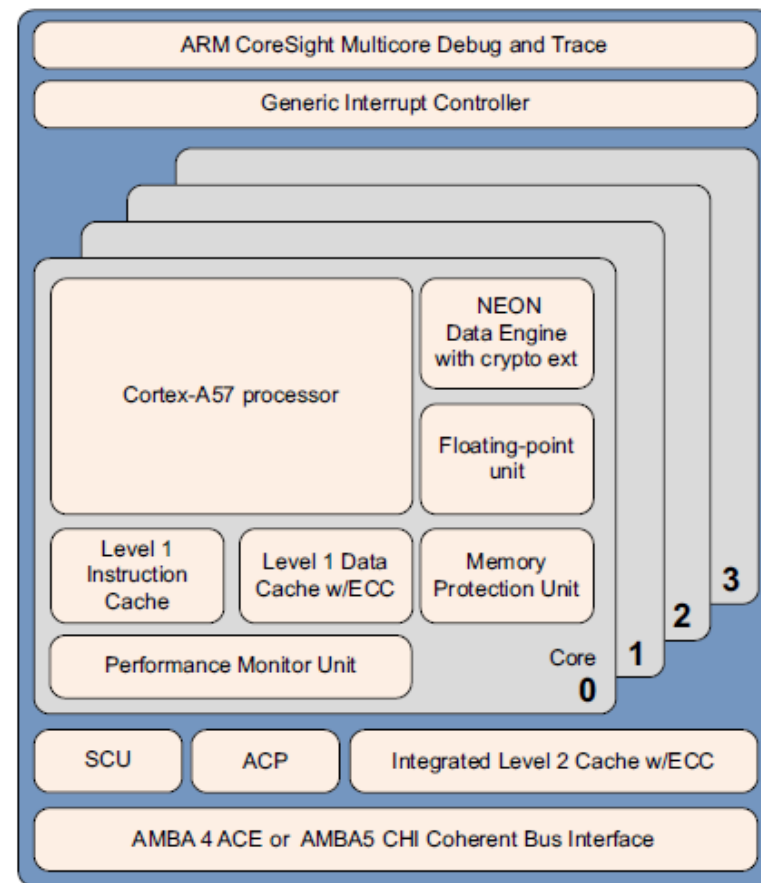 ARM CoreSight Multicore Debug and Trace
Generic Interrupt Controller
Cortex-A57 processor
NEON
Data Engine
with crypto ext
Floating-point
unit
Level 1
Instruction
Cache
Level 1 Data
Cache w/ECC
Memory
Protection Unit
Performance Monitor Unit
Core
0
1
2
3
SCU
ACP
Integrated Level 2 Cache w/ECC
AMBA 4 ACE or AMBA5 CHI Coherent Bus Interface